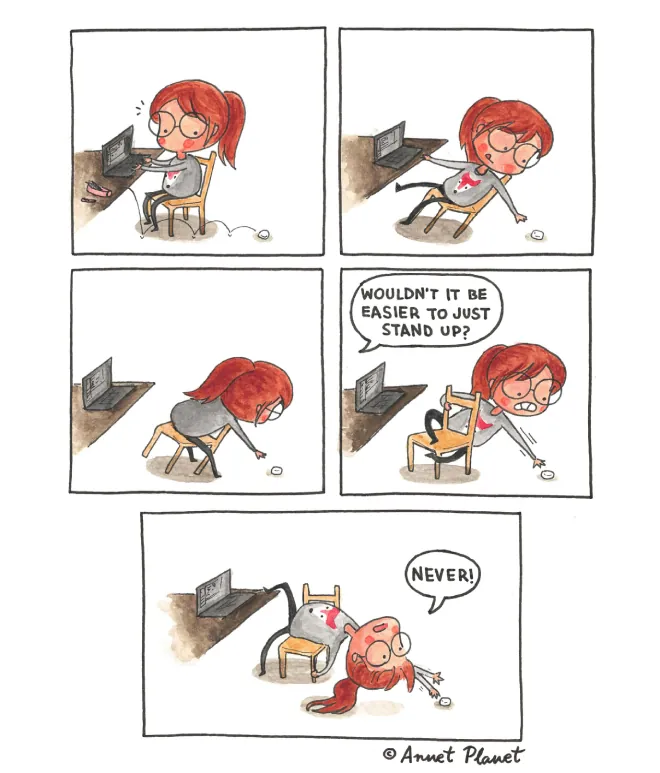 WOULDN'T IT BE
EASIER TO JUST
STAND UP?
NEVER!
© Annet Planet